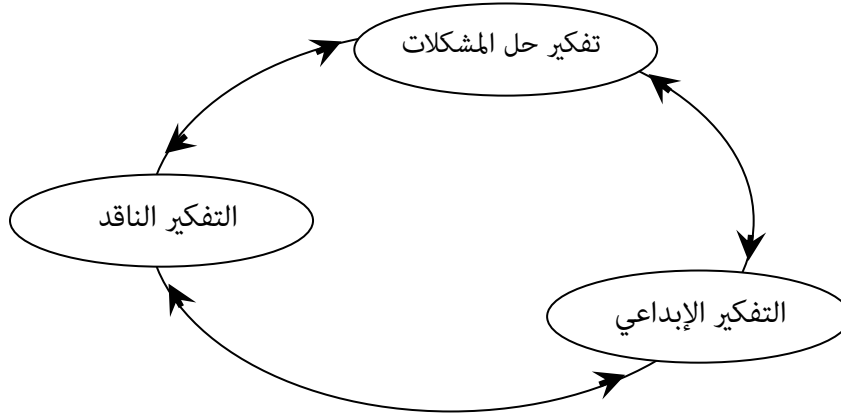 تفكير حل المشكلات
التفكير الناقد
التفكير الإبداعي